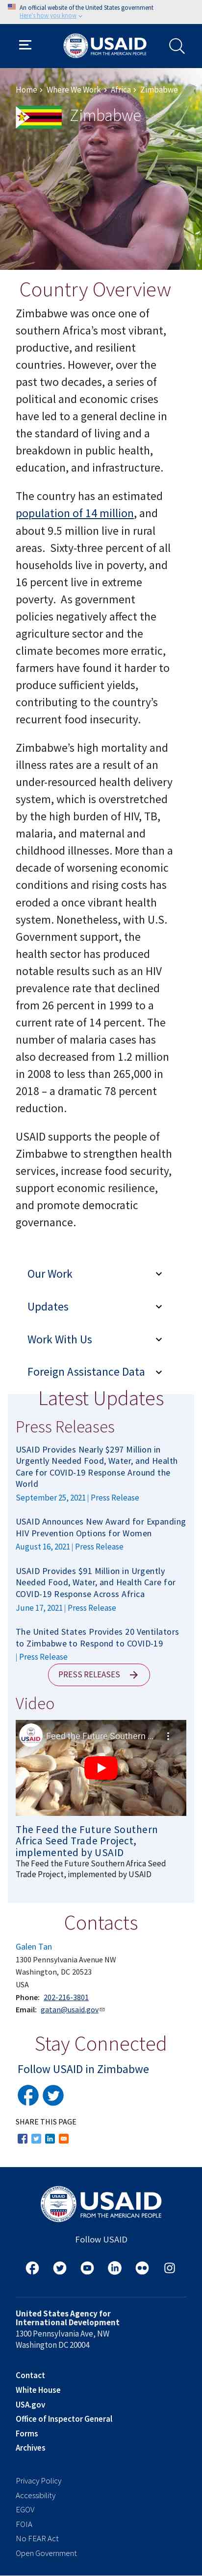 An official website of the United States government
Here's how you know
USAID
FROM THE AMERICAN PEOPLE
Home › Where We Work › Africa › Zimbabwe
Zimbabwe
Country Overview
Zimbabwe was once one of
southern Africa's most vibrant,
productive, and resilient
countries. However, over the
past two decades, a series of
political and economic crises
have led to a general decline in
the standard of living and a
breakdown in public health,
education, and infrastructure.
The country has an estimated
population of 14 million, and
about 9.5 million live in rural
areas.  Sixty-three percent of all
households live in poverty, and
16 percent live in extreme
poverty.  As government
policies negatively affect the
agriculture sector and the
climate becomes more erratic,
farmers have found it harder to
produce sufficient yields,
contributing to the country's
recurrent food insecurity.
Zimbabwe's high mortality and
illness rates are a result of an
under-resourced health delivery
system, which is overstretched
by the high burden of HIV, TB,
malaria, and maternal and
childhood illnesses. More than a
decade of worsening economic
conditions and rising costs has
eroded a once vibrant health
system. Nonetheless, with U.S.
Government support, the
health sector has produced
notable results such as an HIV
prevalence rate that declined
from 26 percent in 1999 to a
current rate of 14 percent. The
number of malaria cases has
also decreased from 1.2 million
in 2008 to less than 265,000 in
2018 – a dramatic 78 percent
reduction.
USAID supports the people of
Zimbabwe to strengthen health
services, increase food security,
support economic resilience,
and promote democratic
governance.
Our Work
Updates
Work With Us
Foreign Assistance Data
Latest Updates
Press Releases
USAID Provides Nearly $297 Million in
Urgently Needed Food, Water, and Health
Care for COVID-19 Response Around the
World
September 25, 2021 | Press Release
USAID Announces New Award for Expanding
HIV Prevention Options for Women
August 16, 2021 | Press Release
USAID Provides $91 Million in Urgently
Needed Food, Water, and Health Care for
COVID-19 Response Across Africa
June 17, 2021 | Press Release
The United States Provides 20 Ventilators
to Zimbabwe to Respond to COVID-19
| Press Release
PRESS RELEASES
Video
USAID
Feed the Future Southern ...
The Feed the Future Southern
Africa Seed Trade Project,
implemented by USAID
The Feed the Future Southern Africa Seed
Trade Project, implemented by USAID
Contacts
Galen Tan
1300 Pennsylvania Avenue NW
Washington, DC 20523
USA
Phone: 202-216-3801
Email: gatan@usaid.gov
Stay Connected
Follow USAID in Zimbabwe
SHARE THIS PAGE
USAID
FROM THE AMERICAN PEOPLE
Follow USAID
United States Agency for
International Development
1300 Pennsylvania Ave, NW
Washington DC 20004
Contact
White House
USA.gov
Office of Inspector General
Forms
Archives
Privacy Policy
Accessibility
EGOV
FOIA
No FEAR Act
Open Government